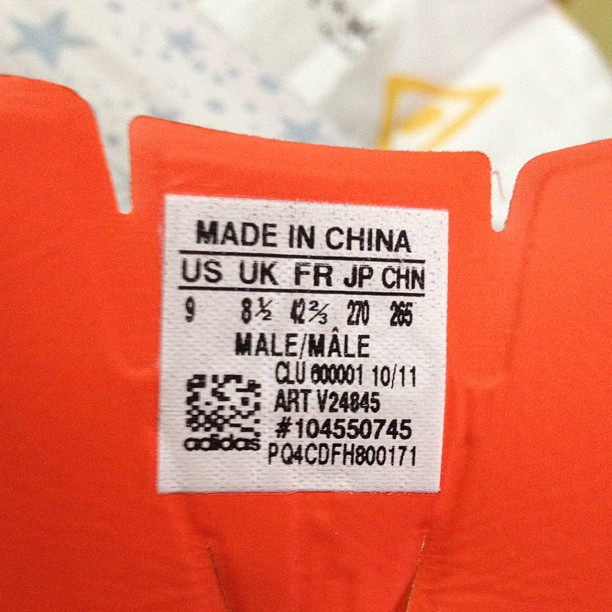 MADE IN CHINA
US UK FR JP CHN
9 8½ 42⅔ 270 265
MALE/MÂLE
CLU 600001 10/11
ART V24845
#104550745
PQ4CDFH800171
adidas